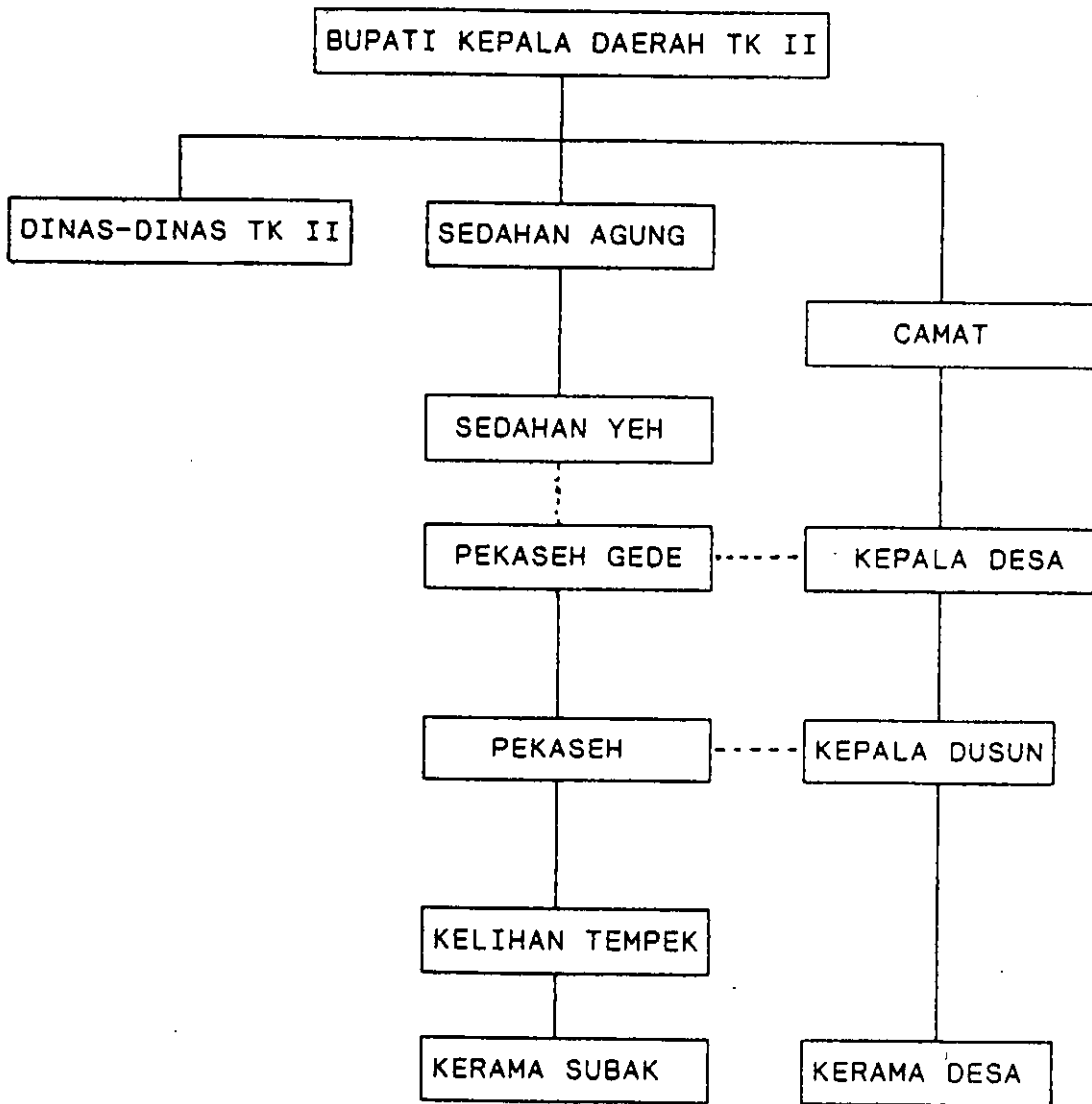 BUPATI KEPALA DAERAH TK II
DINAS-DINAS TK II
SEDAHAN AGUNG
CAMAT
SEDAHAN YEH
PEKASEH GEDE
KEPALA DESA
PEKASEH
KEPALA DUSUN
KELIHAN TEMPEK
KERAMA SUBAK
KERAMA DESA